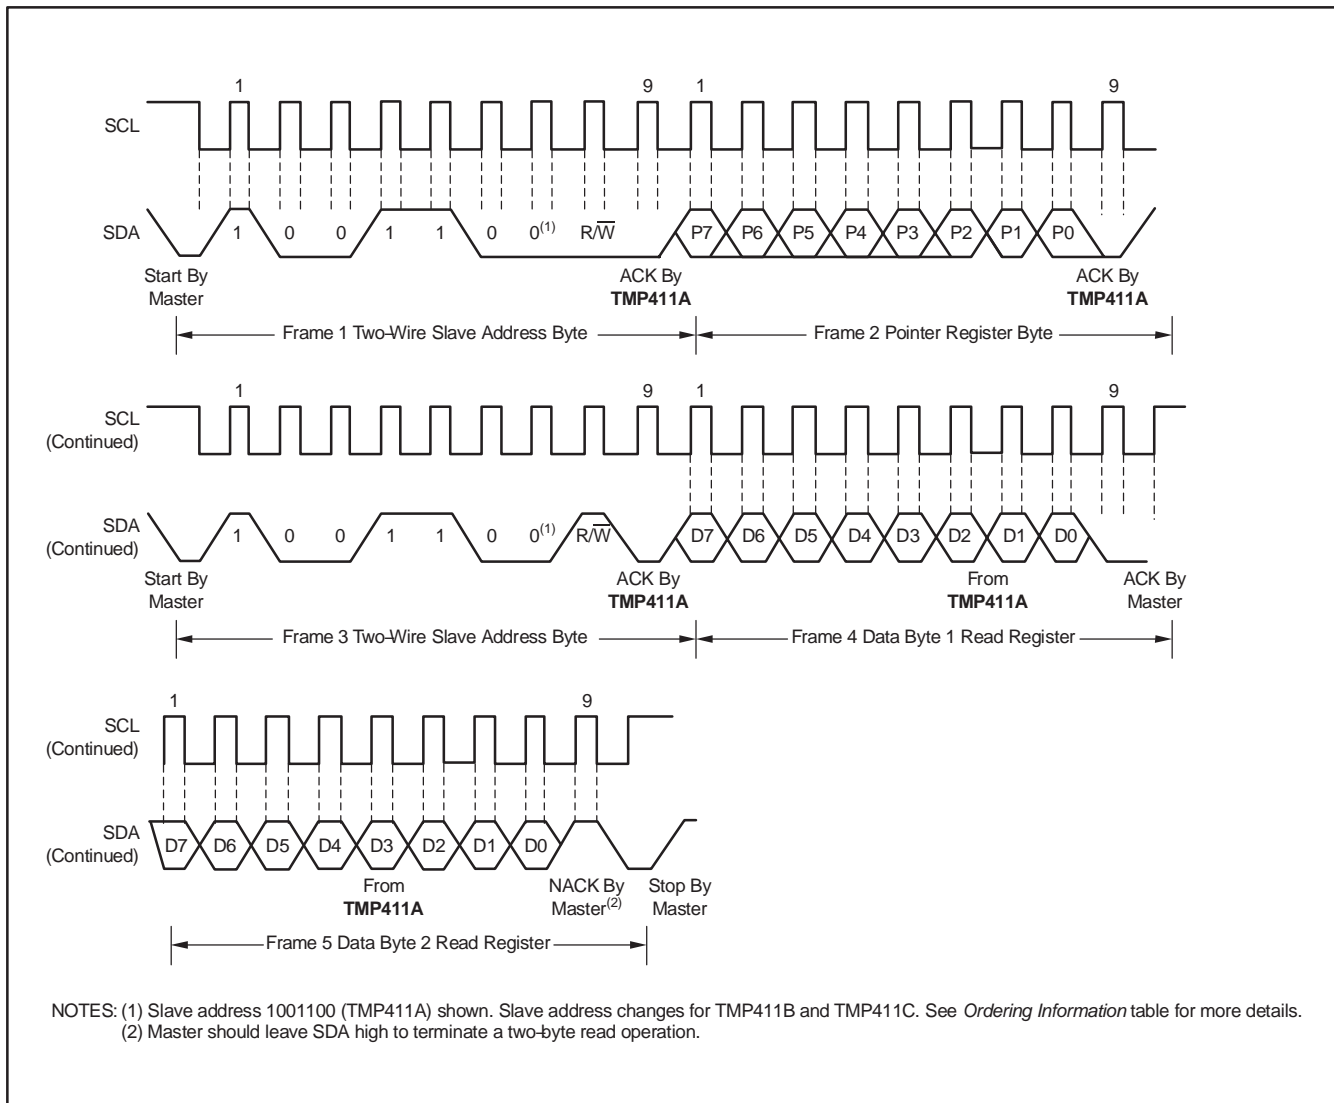 1 9 1 9
SCL
SDA 1 0 0 1 1 0 0(1) R/W P7 P6 P5 P4 P3 P2 P1 P0
Start By ACK By ACK By
Master TMP411A TMP411A
Frame 1 Two-Wire Slave Address Byte Frame 2 Pointer Register Byte
1 9 1 9
SCL
(Continued)
SDA 1 0 0 1 1 0 0(1) R/W D7 D6 D5 D4 D3 D2 D1 D0
(Continued)
Start By ACK By From ACK By
Master TMP411A TMP411A Master
Frame 3 Two-Wire Slave Address Byte Frame 4 Data Byte 1 Read Register
1 9
SCL
(Continued)
SDA D7 D6 D5 D4 D3 D2 D1 D0
(Continued)
From NACK By Stop By
TMP411A Master(2) Master
Frame 5 Data Byte 2 Read Register
NOTES: (1) Slave address 1001100 (TMP411A) shown. Slave address changes for TMP411B and TMP411C. See Ordering Information table for more details.
(2) Master should leave SDA high to terminate a two-byte read operation.